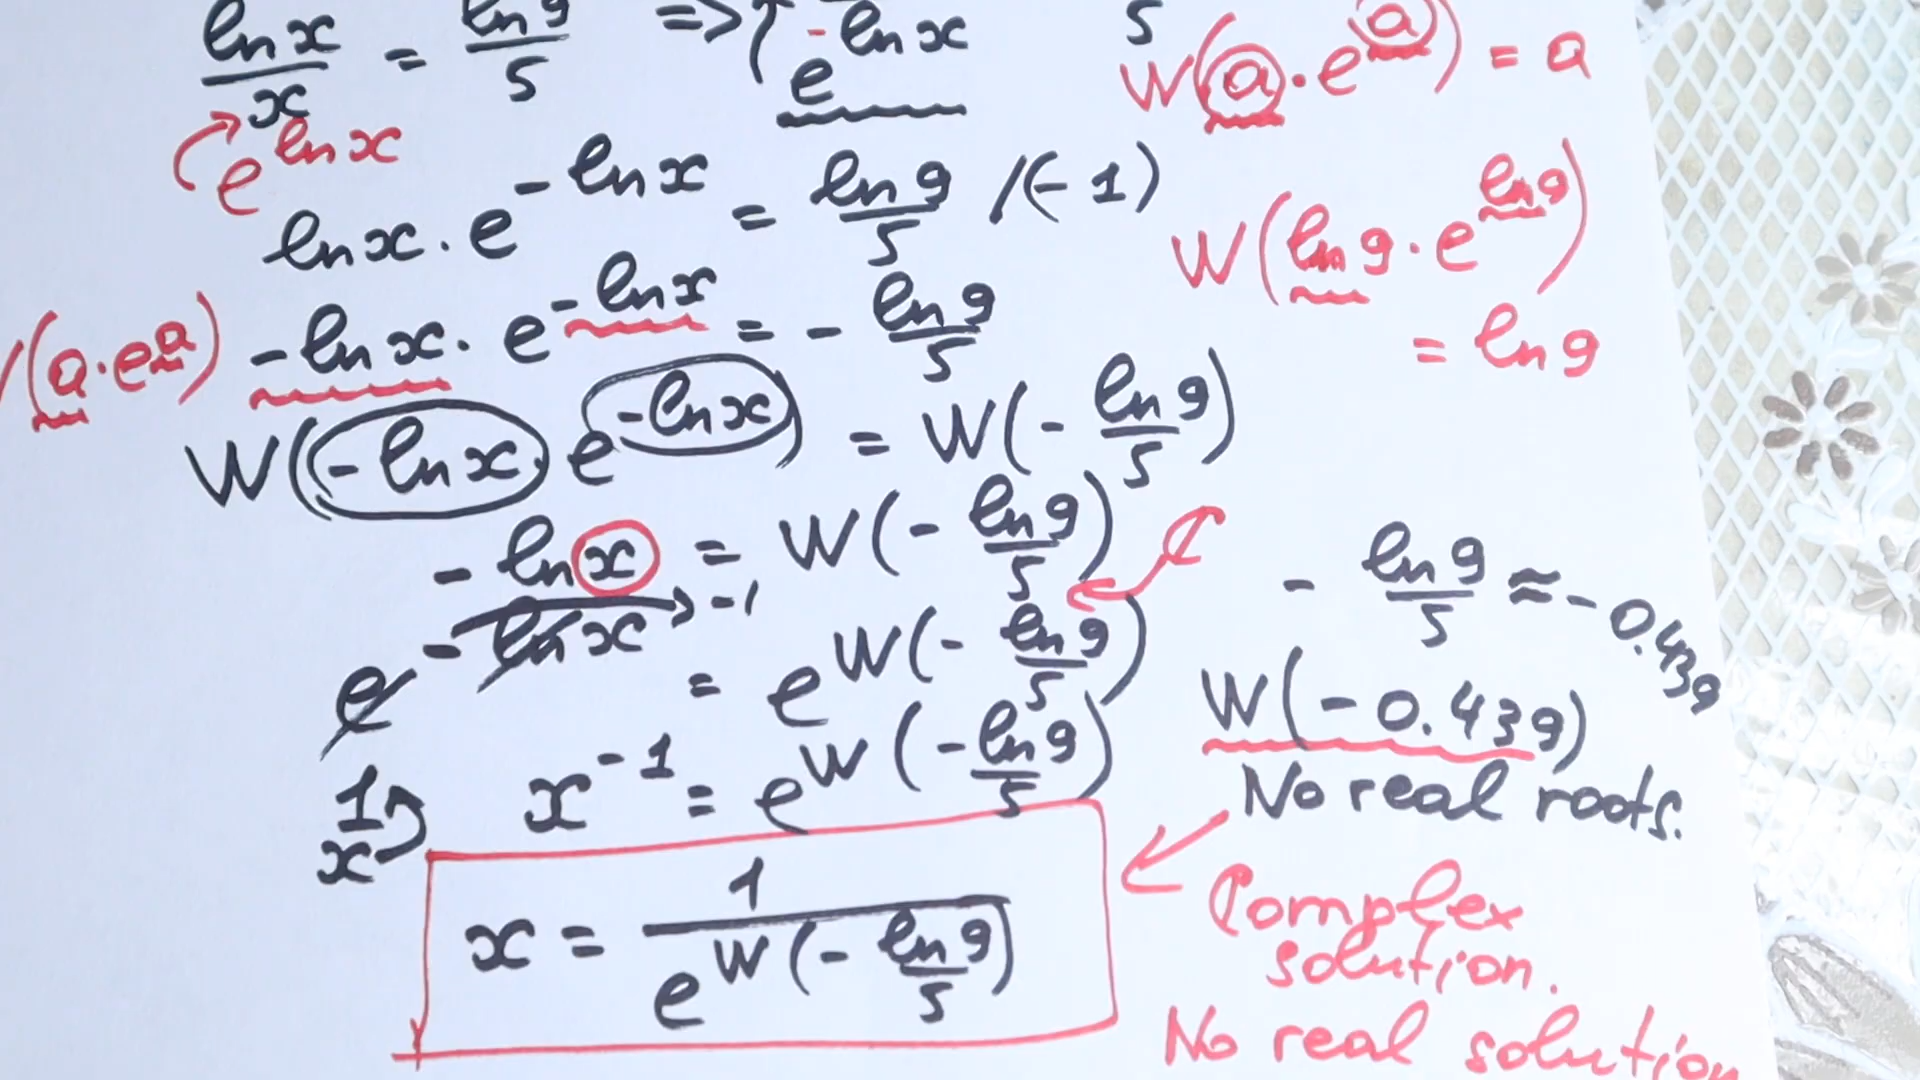 ln x / x = ln 9 / 5 => ln x / e^(-ln x) 5
e^(ln x)
ln x · e^(-ln x) = ln 9 / 5 /(-1)
(a·e^a) -ln x · e^(-ln x) = - ln 9 / 5
W(-ln x · e^(-ln x)) = W(- ln 9 / 5)
-ln x = W(- ln 9 / 5)
e^(-ln x) → -1 = e^(W(- ln 9 / 5))
1/x x^(-1) = e^(W(- ln 9 / 5))
x = 1 / e^(W(- ln 9 / 5))
W(a · e^a) = a
W(ln 9 · e^(ln 9))
= ln 9
ℂ
- ln 9 / 5 ≈ -0.439
W(-0.439)
No real roots.
Complex
solution.
No real solution